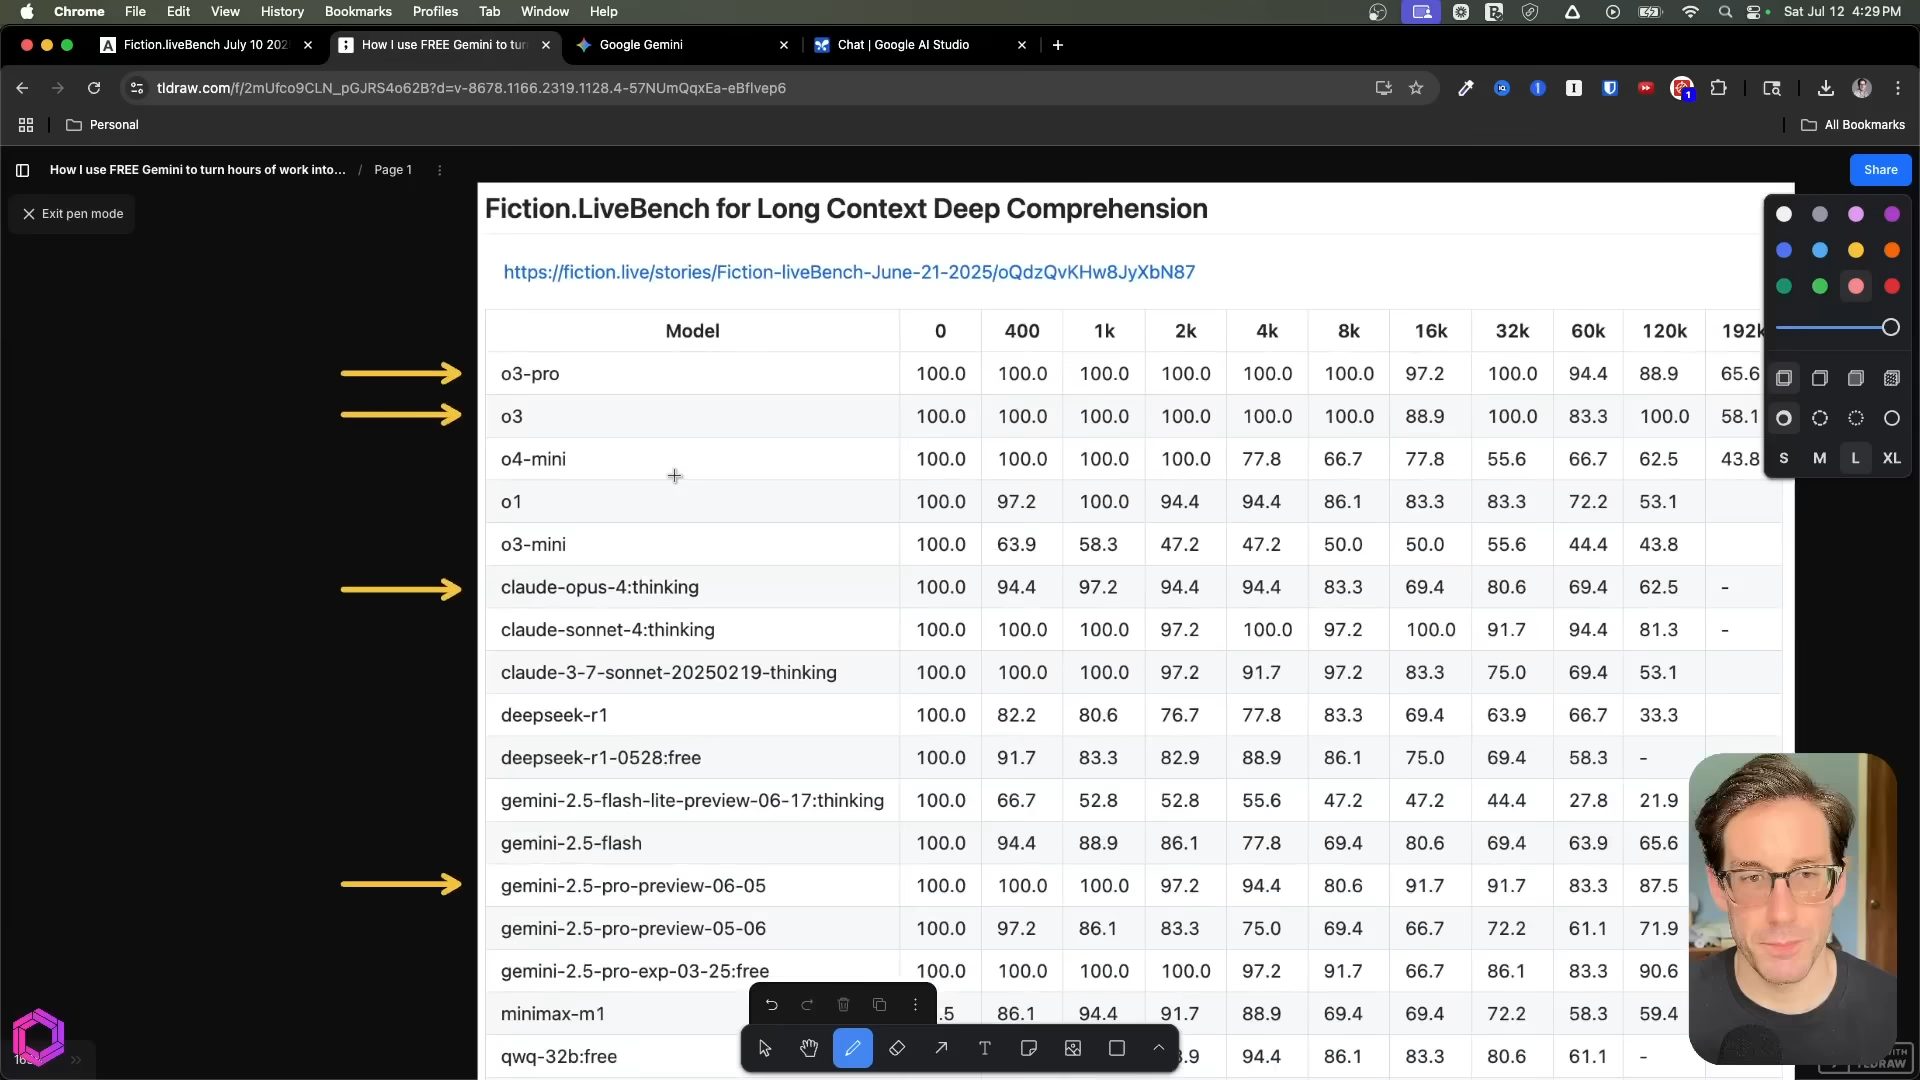 Chrome File Edit View History Bookmarks Profiles Tab Window Help Sat Jul 12 4:29 PM
Fiction.liveBench July 10 202 How I use FREE Gemini to turn Google Gemini Chat | Google AI Studio
tldraw.com/f/2mUfco9CLN_pGJRS4o62B?d=v-8678.1166.2319.1128.4-57NUmQqxEa-eBflvep6
Personal All Bookmarks
How I use FREE Gemini to turn hours of work into... / Page 1 Share
Exit pen mode
Fiction.LiveBench for Long Context Deep Comprehension
https://fiction.live/stories/Fiction-liveBench-June-21-2025/oQdzQvKHw8JyXbN87
Model 0 400 1k 2k 4k 8k 16k 32k 60k 120k 192k
o3-pro 100.0 100.0 100.0 100.0 100.0 100.0 97.2 100.0 94.4 88.9 65.6
o3 100.0 100.0 100.0 100.0 100.0 100.0 88.9 100.0 83.3 100.0 58.1
o4-mini 100.0 100.0 100.0 100.0 77.8 66.7 77.8 55.6 66.7 62.5 43.8
S M L XL
o1 100.0 97.2 100.0 94.4 94.4 86.1 83.3 83.3 72.2 53.1
o3-mini 100.0 63.9 58.3 47.2 47.2 50.0 50.0 55.6 44.4 43.8
claude-opus-4:thinking 100.0 94.4 97.2 94.4 94.4 83.3 69.4 80.6 69.4 62.5 -
claude-sonnet-4:thinking 100.0 100.0 100.0 97.2 100.0 97.2 100.0 91.7 94.4 81.3 -
claude-3-7-sonnet-20250219-thinking 100.0 100.0 100.0 97.2 91.7 97.2 83.3 75.0 69.4 53.1
deepseek-r1 100.0 82.2 80.6 76.7 77.8 83.3 69.4 63.9 66.7 33.3
deepseek-r1-0528:free 100.0 91.7 83.3 82.9 88.9 86.1 75.0 69.4 58.3 -
gemini-2.5-flash-lite-preview-06-17:thinking 100.0 66.7 52.8 52.8 55.6 47.2 47.2 44.4 27.8 21.9
gemini-2.5-flash 100.0 94.4 88.9 86.1 77.8 69.4 80.6 69.4 63.9 65.6
gemini-2.5-pro-preview-06-05 100.0 100.0 100.0 97.2 94.4 80.6 91.7 91.7 83.3 87.5
gemini-2.5-pro-preview-05-06 100.0 97.2 86.1 83.3 75.0 69.4 66.7 72.2 61.1 71.9
gemini-2.5-pro-exp-03-25:free 100.0 100.0 100.0 100.0 97.2 91.7 66.7 86.1 83.3 90.6
minimax-m1 .5 86.1 94.4 91.7 88.9 69.4 69.4 72.2 58.3 59.4
qwq-32b:free .9 94.4 86.1 83.3 80.6 61.1 -